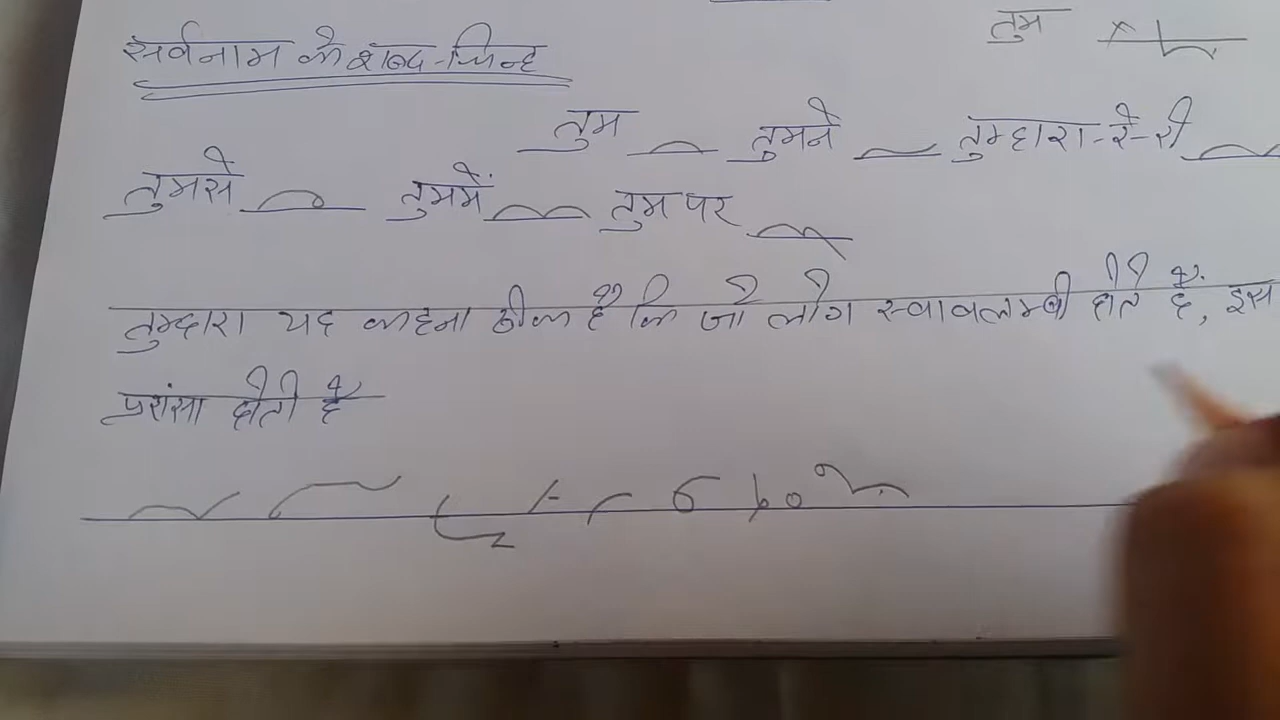 तुम
सर्वनाम के शब्द-चिन्ह
तुम तुमने तुम्हारा-रे-री
तुमसे तुममें तुम पर
तुम्हारा यह कहना ठीक है कि जो लोग स्वावलम्बी होते हैं, इस
प्रशंसा होती है